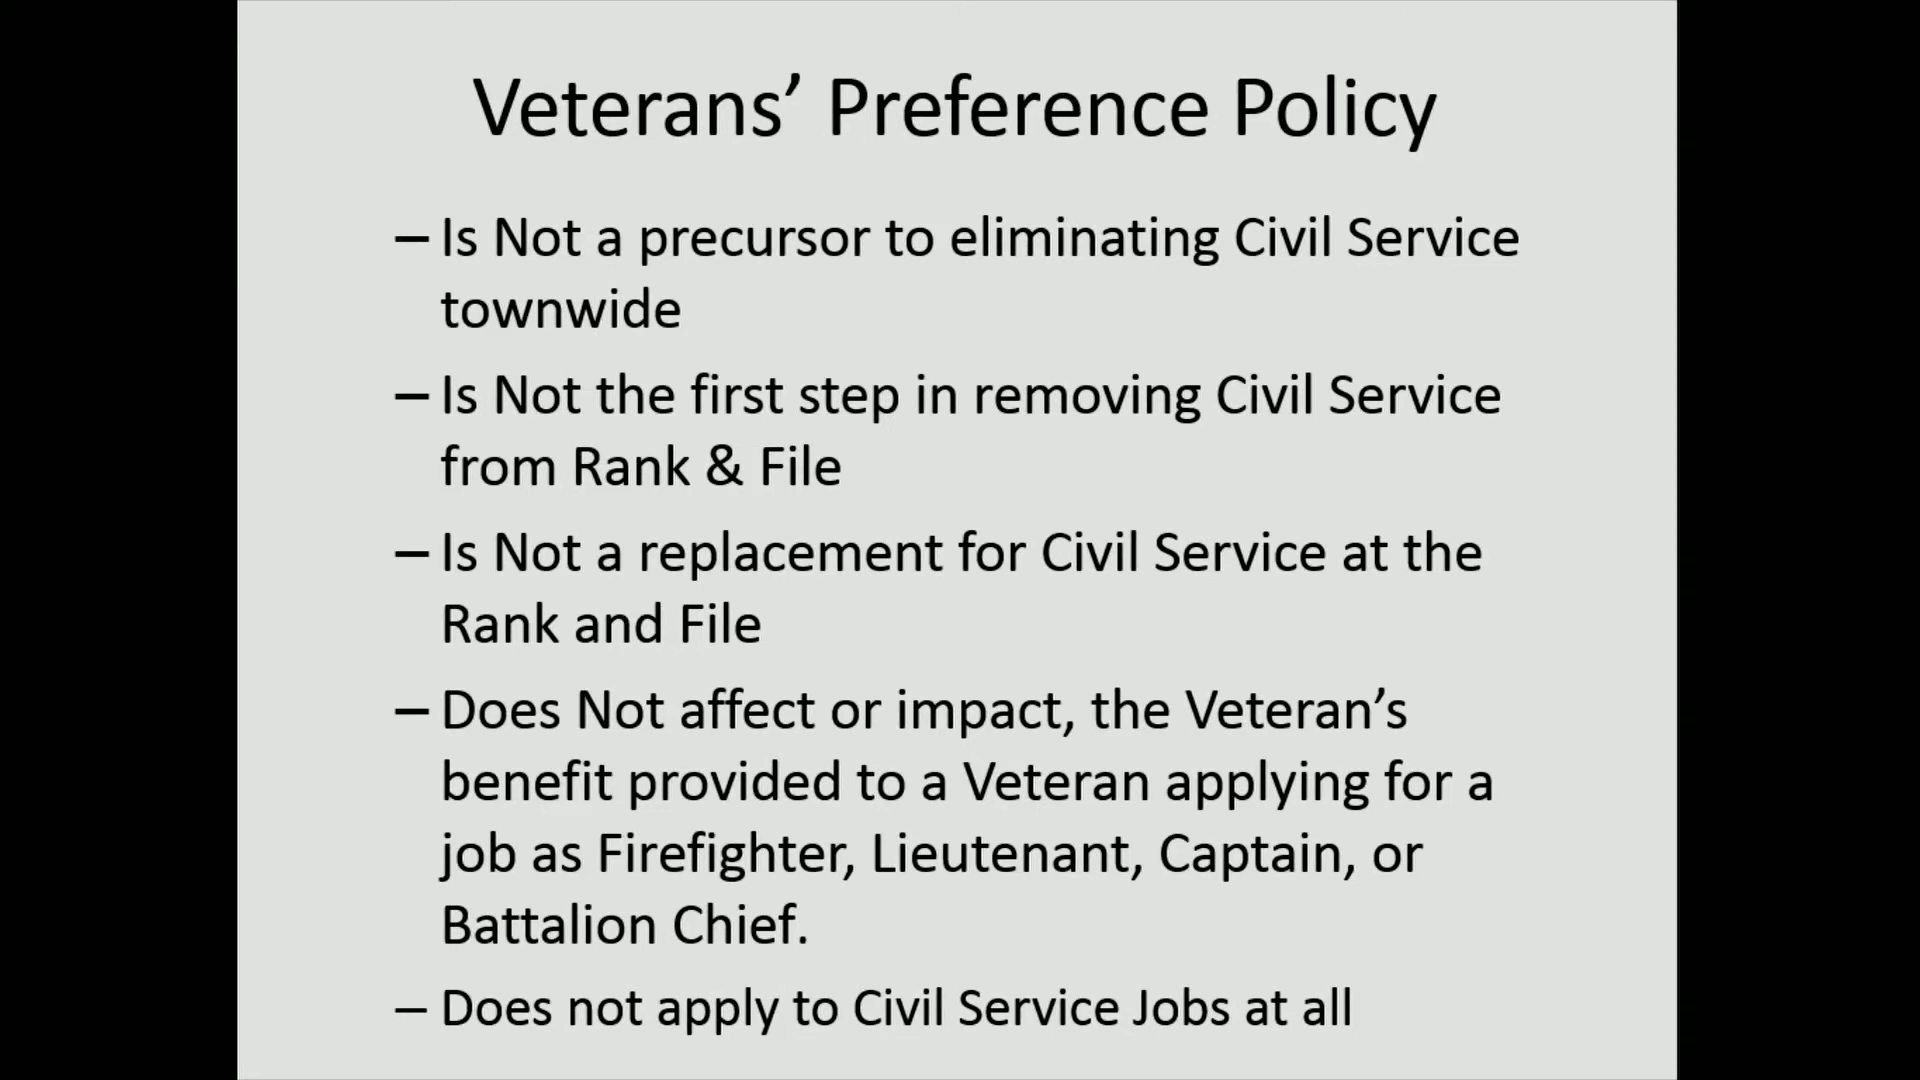 Veterans’ Preference Policy
– Is Not a precursor to eliminating Civil Service
townwide
– Is Not the first step in removing Civil Service
from Rank & File
– Is Not a replacement for Civil Service at the
Rank and File
– Does Not affect or impact, the Veteran’s
benefit provided to a Veteran applying for a
job as Firefighter, Lieutenant, Captain, or
Battalion Chief.
– Does not apply to Civil Service Jobs at all